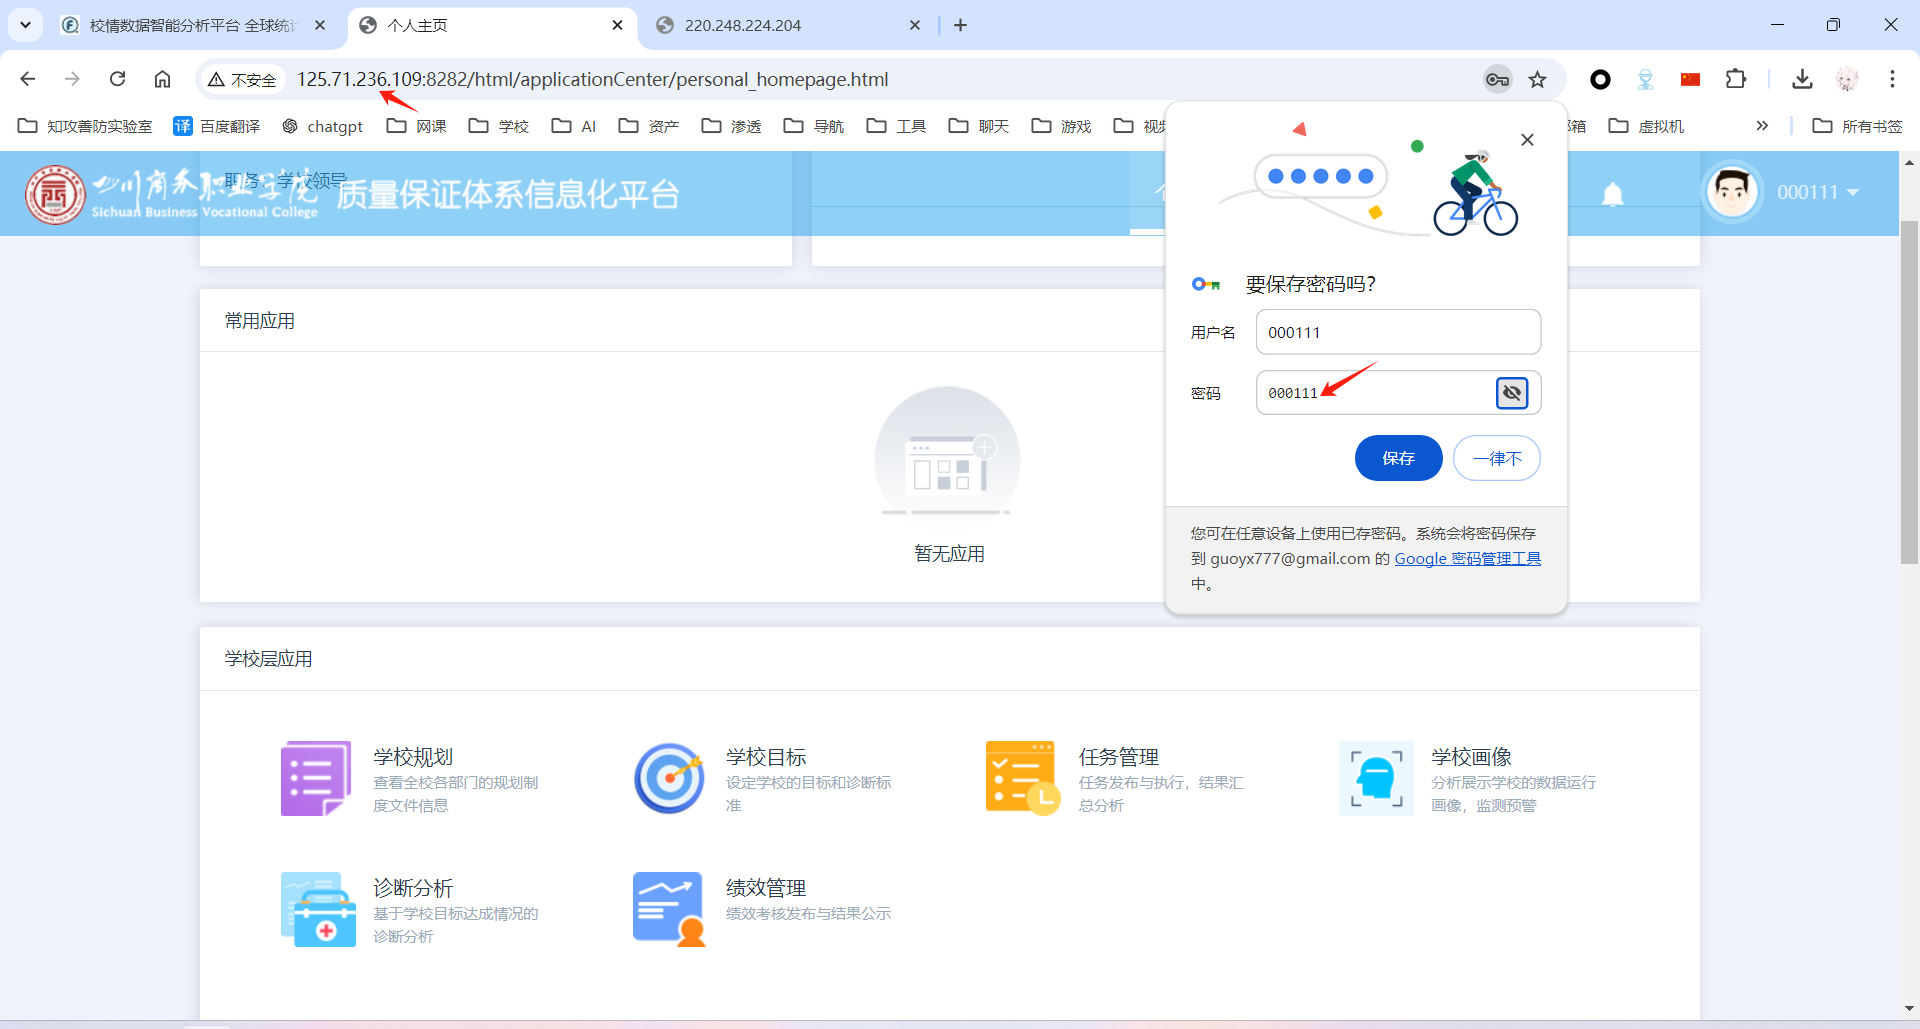 校情数据智能分析平台 全球统
个人主页
220.248.224.204
不安全
125.71.236.109:8282/html/applicationCenter/personal_homepage.html
知攻善防实验室
译 百度翻译
chatgpt
网课
学校
AI
资产
渗透
导航
工具
聊天
游戏
虚拟机
所有书签
职务：学校领导
四川商务职业学院
Sichuan Business Vocational College
质量保证体系信息化平台
000111
要保存密码吗？
用户名
000111
密码
000111
保存
一律不
您可在任意设备上使用已存密码。系统会将密码保存
到 guoyx777@gmail.com 的 Google 密码管理工具
中。
常用应用
暂无应用
学校层应用
学校规划
查看全校各部门的规划制
度文件信息
学校目标
设定学校的目标和诊断标
准
任务管理
任务发布与执行，结果汇
总分析
学校画像
分析展示学校的数据运行
画像，监测预警
诊断分析
基于学校目标达成情况的
诊断分析
绩效管理
绩效考核发布与结果公示